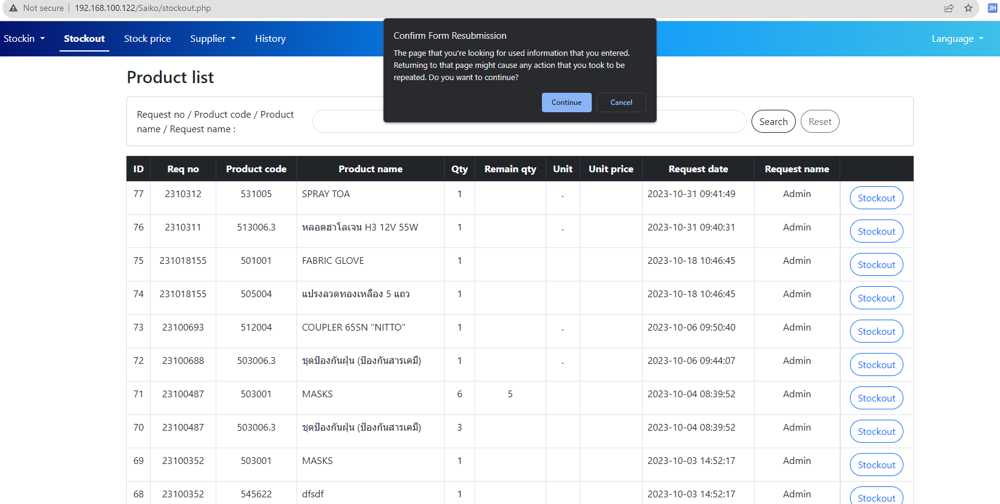 Not secure 192.168.100.122/Saiko/stockout.php JH
Stockin Stockout Stock price Supplier History Language
Confirm Form Resubmission
The page that you're looking for used information that you entered.
Returning to that page might cause any action that you took to be
repeated. Do you want to continue?
Continue Cancel
Product list
Request no / Product code / Product
name / Request name :
Search Reset
ID Req no Product code Product name Qty Remain qty Unit Unit price Request date Request name
77 2310312 531005 SPRAY TOA 1 . 2023-10-31 09:41:49 Admin Stockout
76 2310311 513006.3 หลอดฮาโลเจน H3 12V 55W 1 . 2023-10-31 09:40:31 Admin Stockout
75 231018155 501001 FABRIC GLOVE 1 2023-10-18 10:46:45 Admin Stockout
74 231018155 505004 แปรงลวดทองเหลือง 5 แถว 1 2023-10-18 10:46:45 Admin Stockout
73 23100693 512004 COUPLER 65SN "NITTO" 1 . 2023-10-06 09:50:40 Admin Stockout
72 23100688 503006.3 ชุดป้องกันฝุ่น (ป้องกันสารเคมี) 1 . 2023-10-06 09:44:07 Admin Stockout
71 23100487 503001 MASKS 6 5 2023-10-04 08:39:52 Admin Stockout
70 23100487 503006.3 ชุดป้องกันฝุ่น (ป้องกันสารเคมี) 3 2023-10-04 08:39:52 Admin Stockout
69 23100352 503001 MASKS 1 2023-10-03 14:52:17 Admin Stockout
68 23100352 545622 dfsdf 1 2023-10-03 14:52:17 Admin Stockout